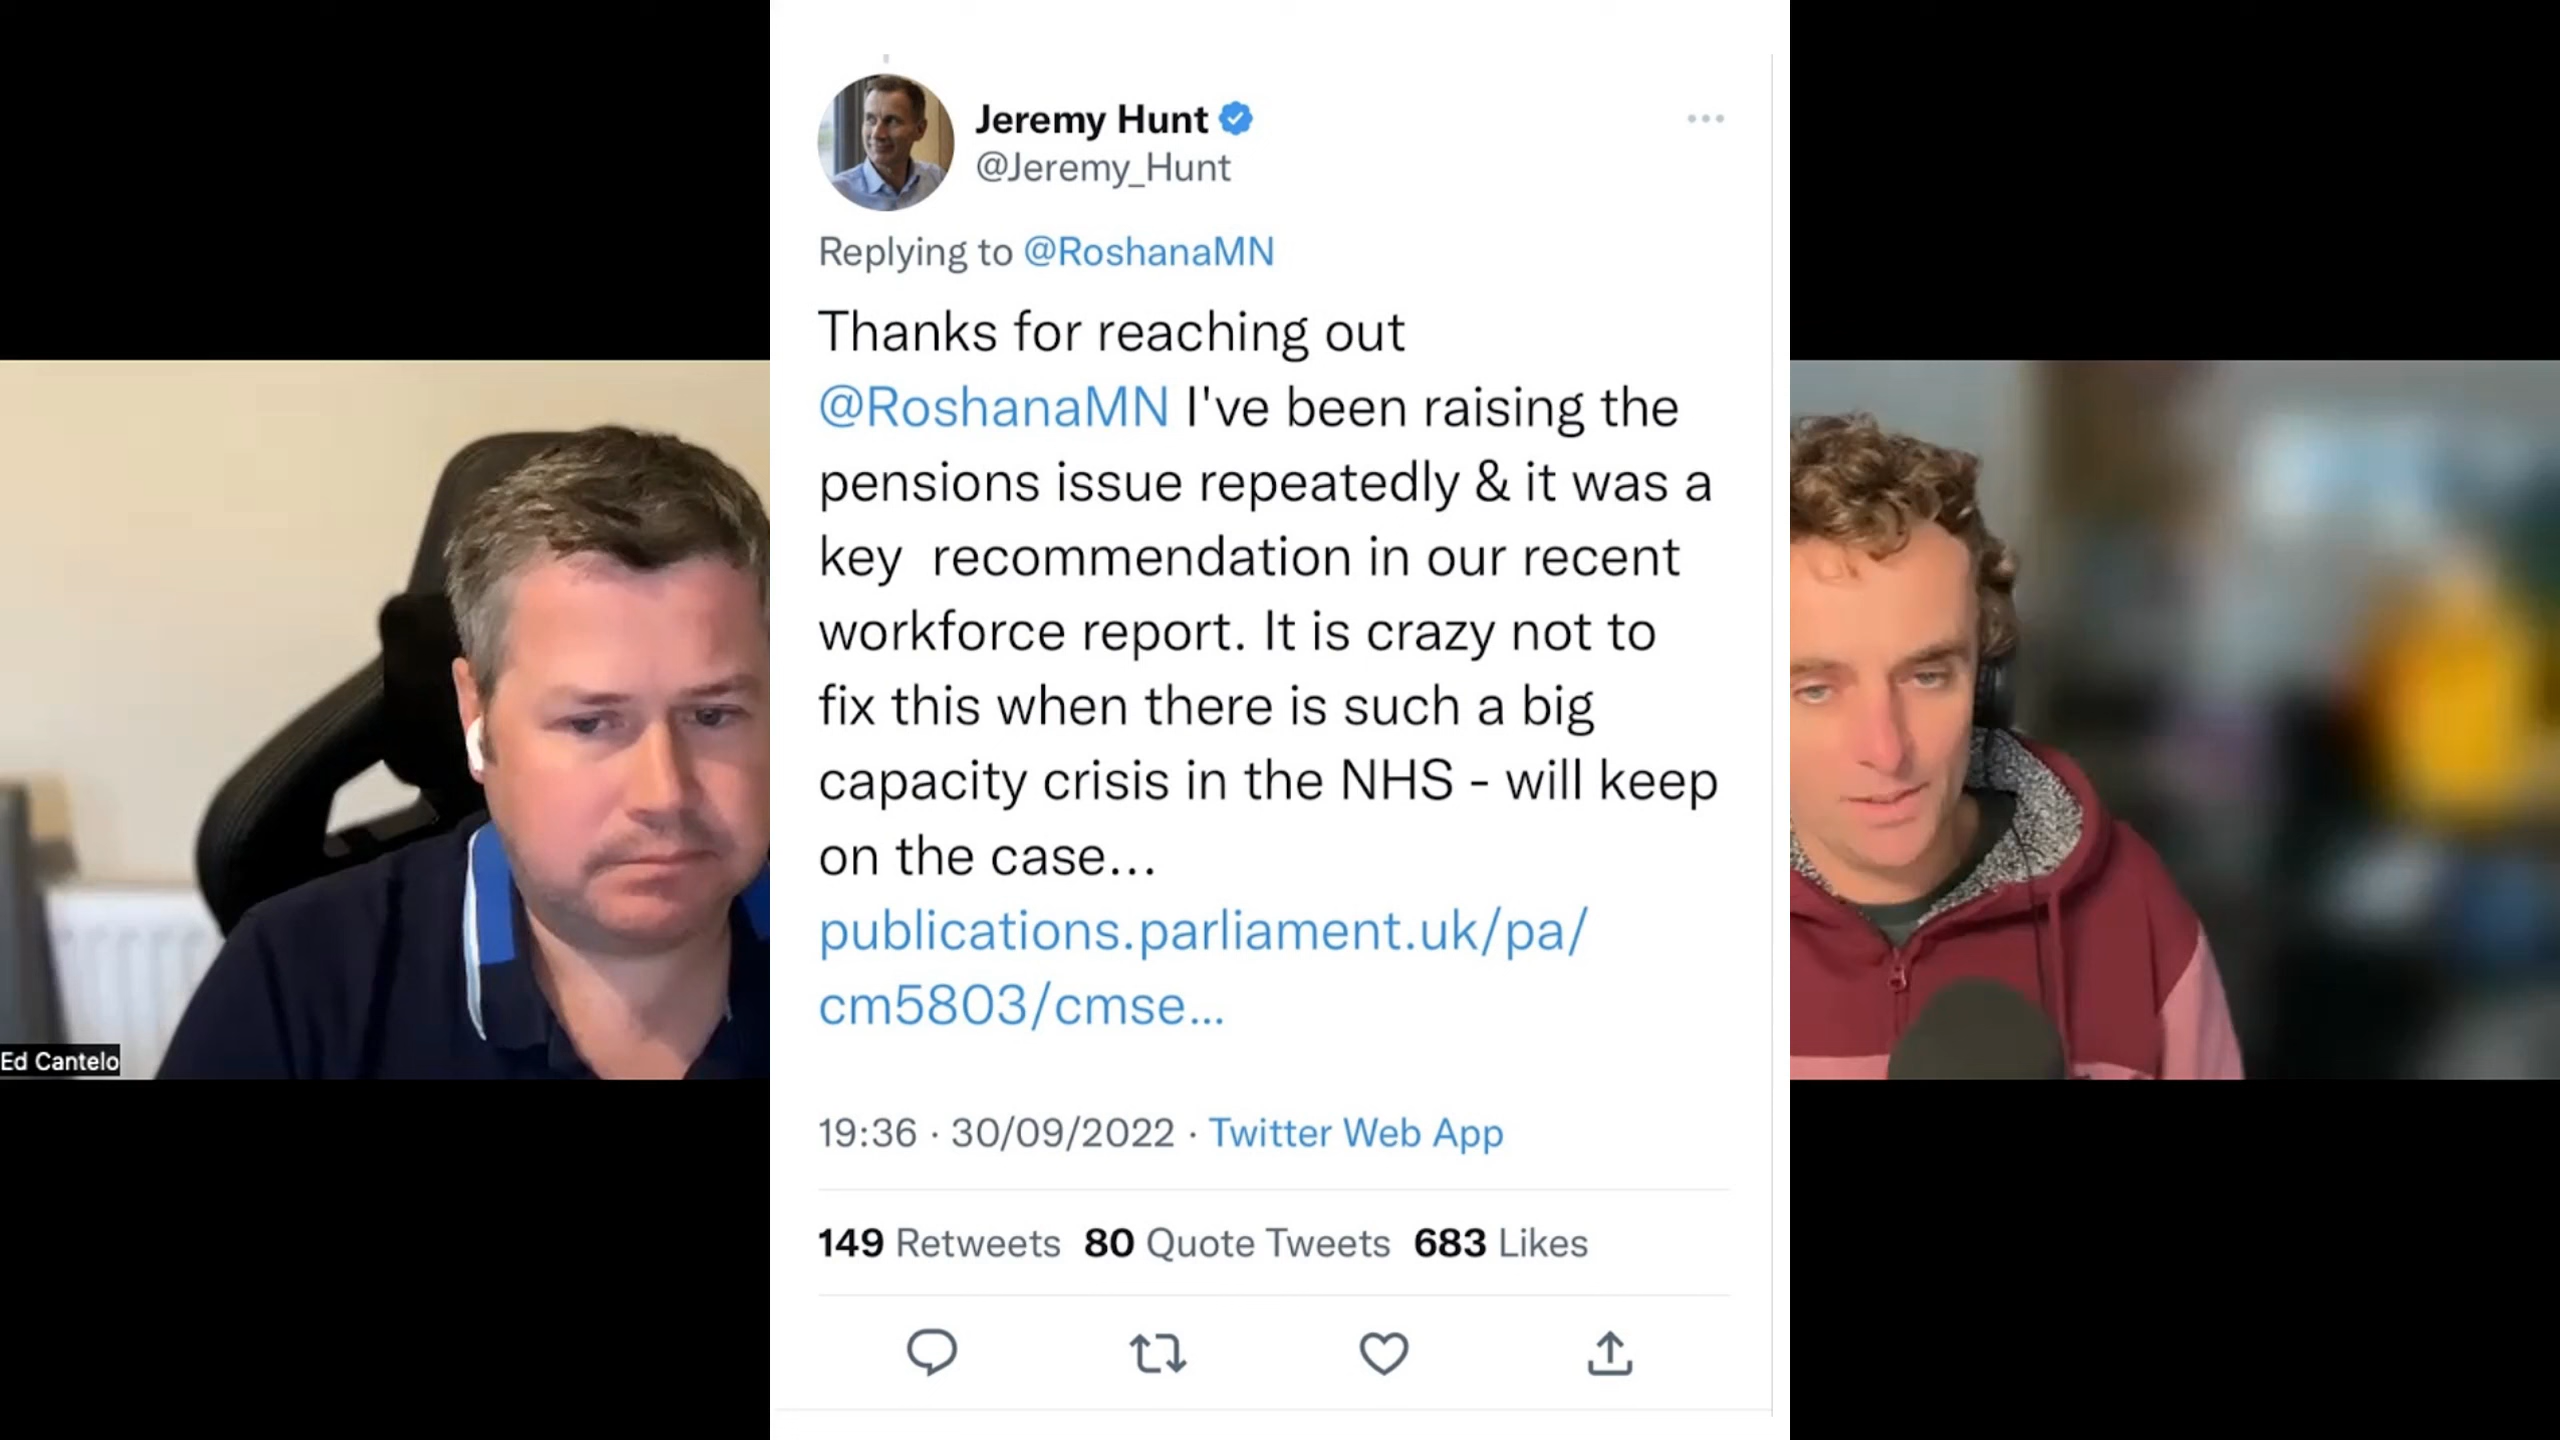 Jeremy Hunt
@Jeremy_Hunt
Replying to @RoshanaMN
Thanks for reaching out
@RoshanaMN I've been raising the
pensions issue repeatedly & it was a
key  recommendation in our recent
workforce report. It is crazy not to
fix this when there is such a big
capacity crisis in the NHS - will keep
on the case...
publications.parliament.uk/pa/
cm5803/cmse...
19:36 · 30/09/2022 · Twitter Web App
149 Retweets 80 Quote Tweets 683 Likes
Ed Cantelo